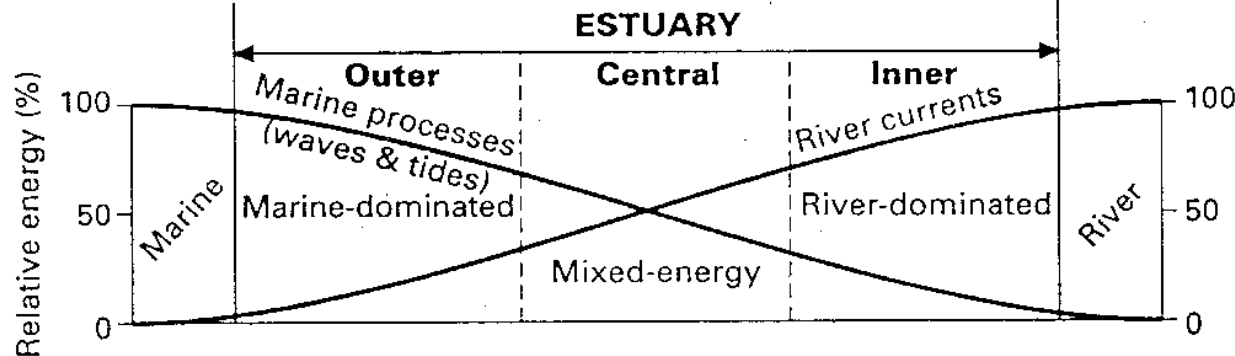 ESTUARY
Outer
Central
Inner
Relative energy (%)
100
50
0
Marine processes
(waves & tides)
River currents
100
50
0
Marine
Marine-dominated
Mixed-energy
River-dominated
River